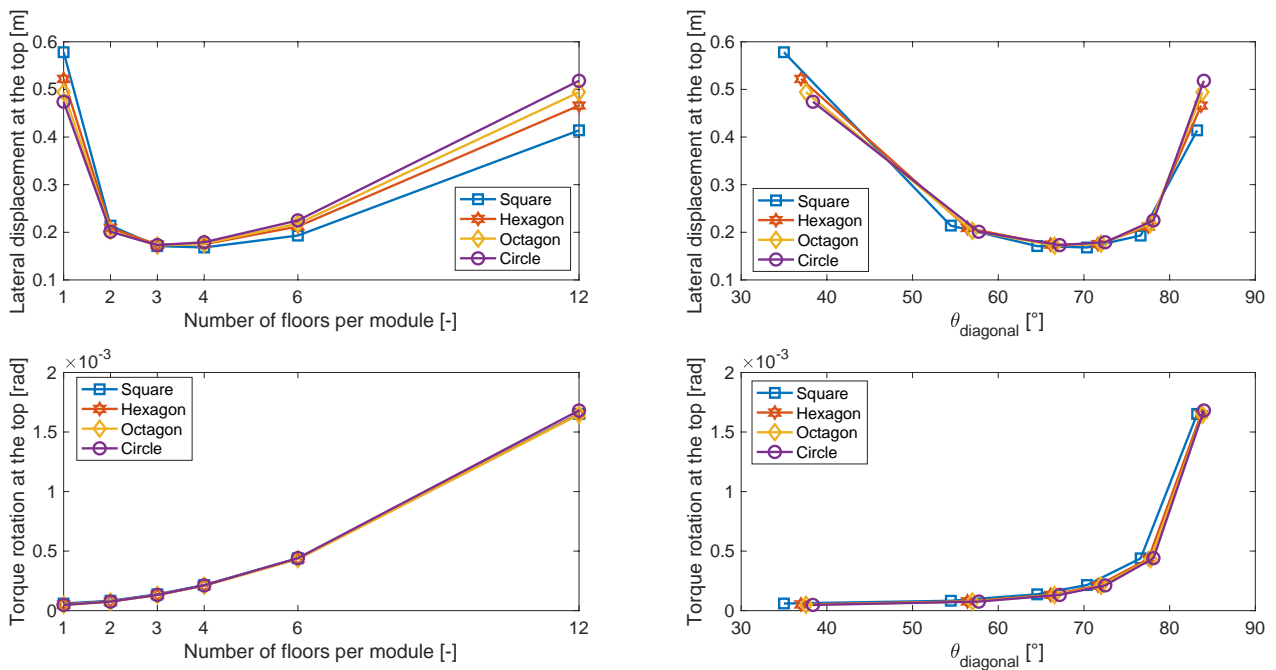 Lateral displacement at the top [m]
0.6
0.5
0.4
0.3
0.2
0.1
1 2 3 4 6 12
Number of floors per module [-]
Square
Hexagon
Octagon
Circle
Lateral displacement at the top [m]
0.6
0.5
0.4
0.3
0.2
0.1
30 40 50 60 70 80 90
θdiagonal [°]
Square
Hexagon
Octagon
Circle
Torque rotation at the top [rad]
×10-3
2
1.5
1
0.5
0
1 2 3 4 6 12
Number of floors per module [-]
Square
Hexagon
Octagon
Circle
Torque rotation at the top [rad]
×10-3
2
1.5
1
0.5
0
30 40 50 60 70 80 90
θdiagonal [°]
Square
Hexagon
Octagon
Circle